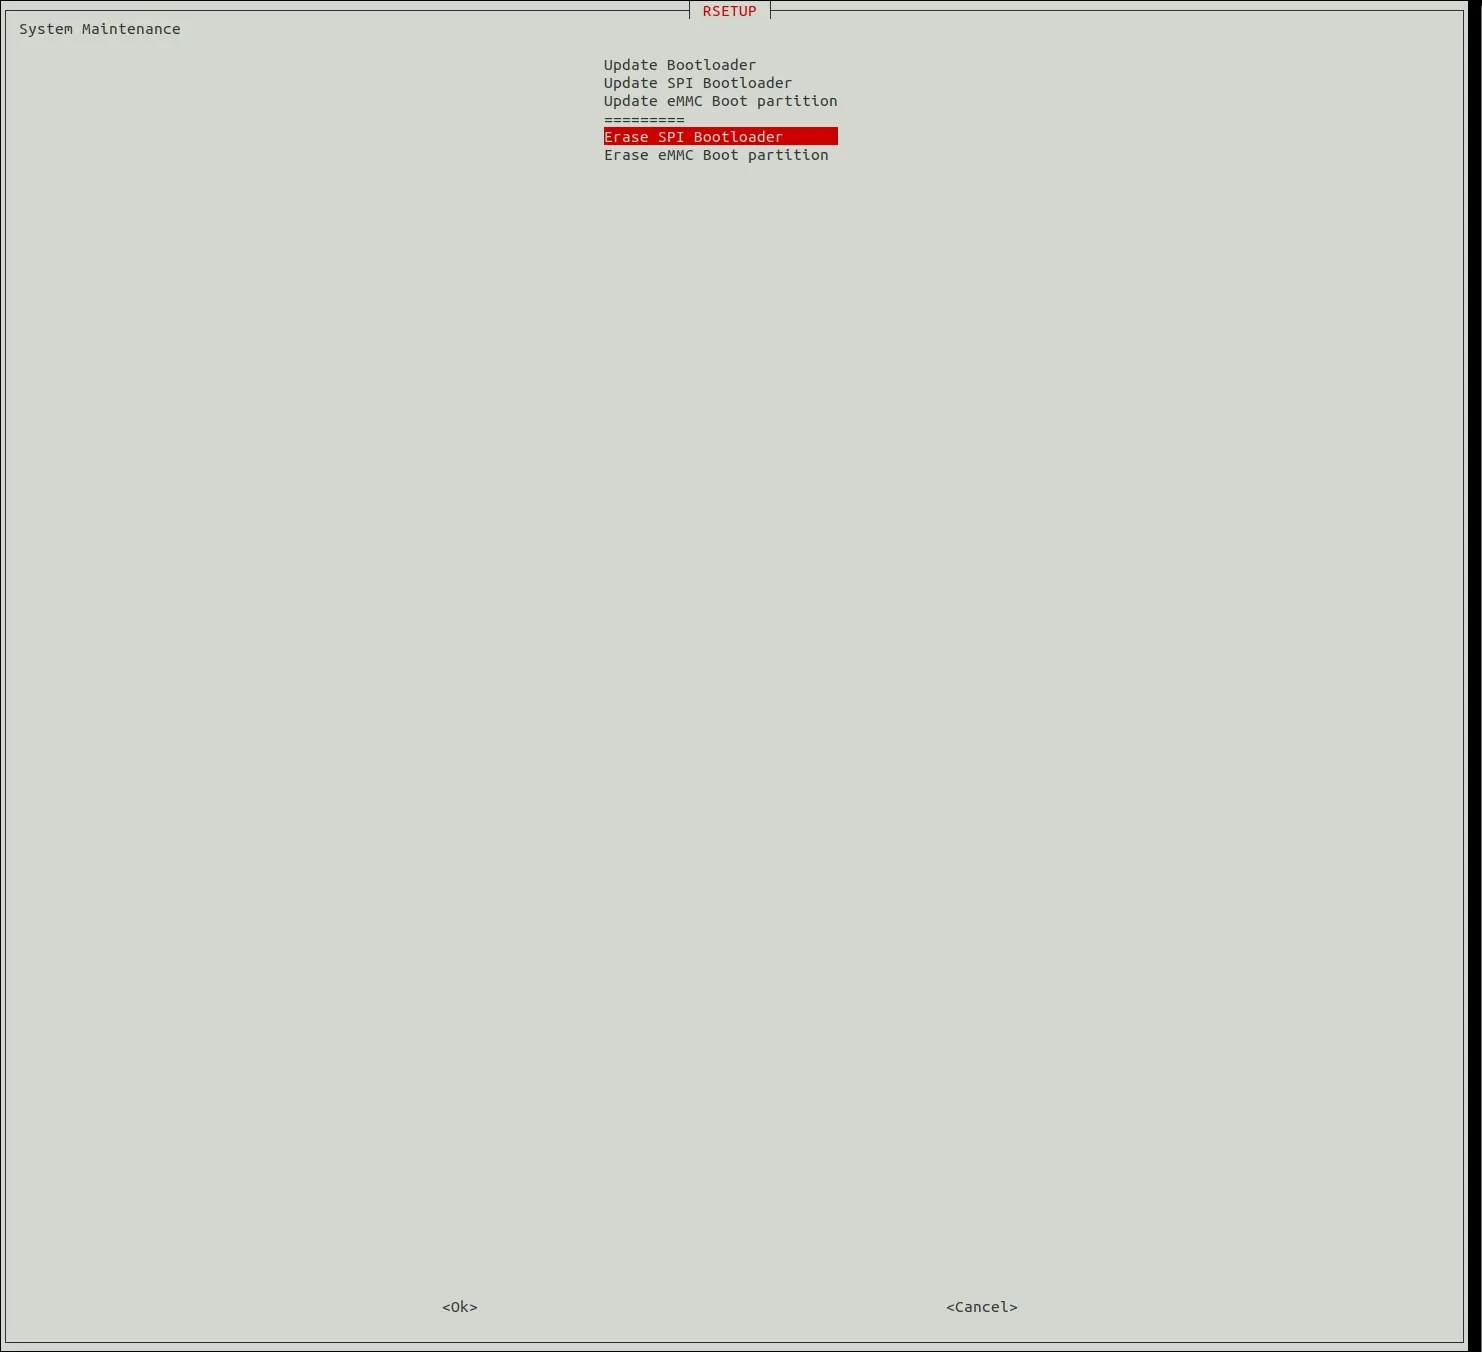 RSETUP
System Maintenance
Update Bootloader
Update SPI Bootloader
Update eMMC Boot partition
=========
Erase SPI Bootloader
Erase eMMC Boot partition
<Ok> <Cancel>